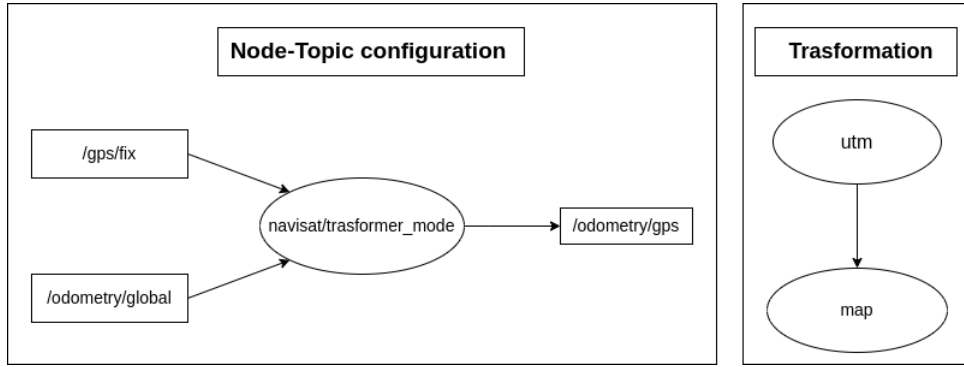 Node-Topic configuration
/gps/fix
navisat/trasformer_mode
/odometry/gps
/odometry/global
Trasformation
utm
map